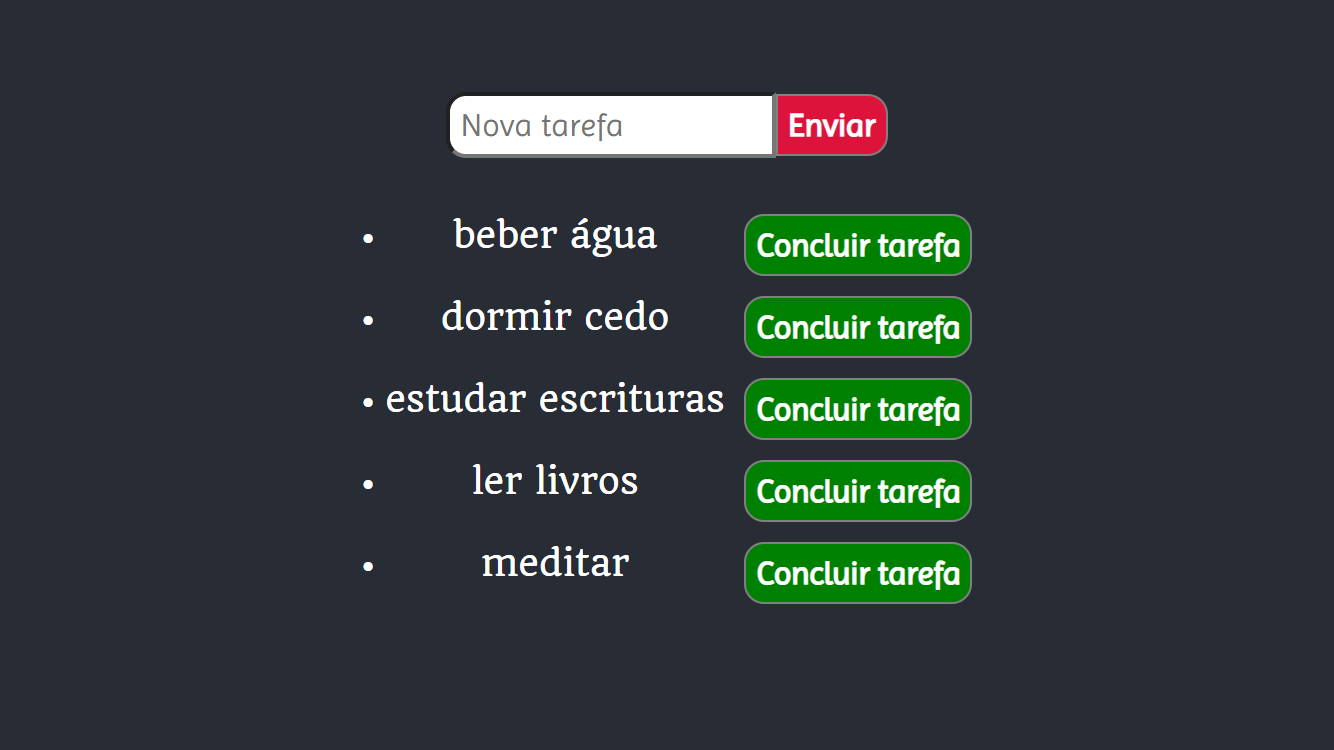 Nova tarefa Enviar
• beber água Concluir tarefa
• dormir cedo Concluir tarefa
• estudar escrituras Concluir tarefa
• ler livros Concluir tarefa
• meditar Concluir tarefa